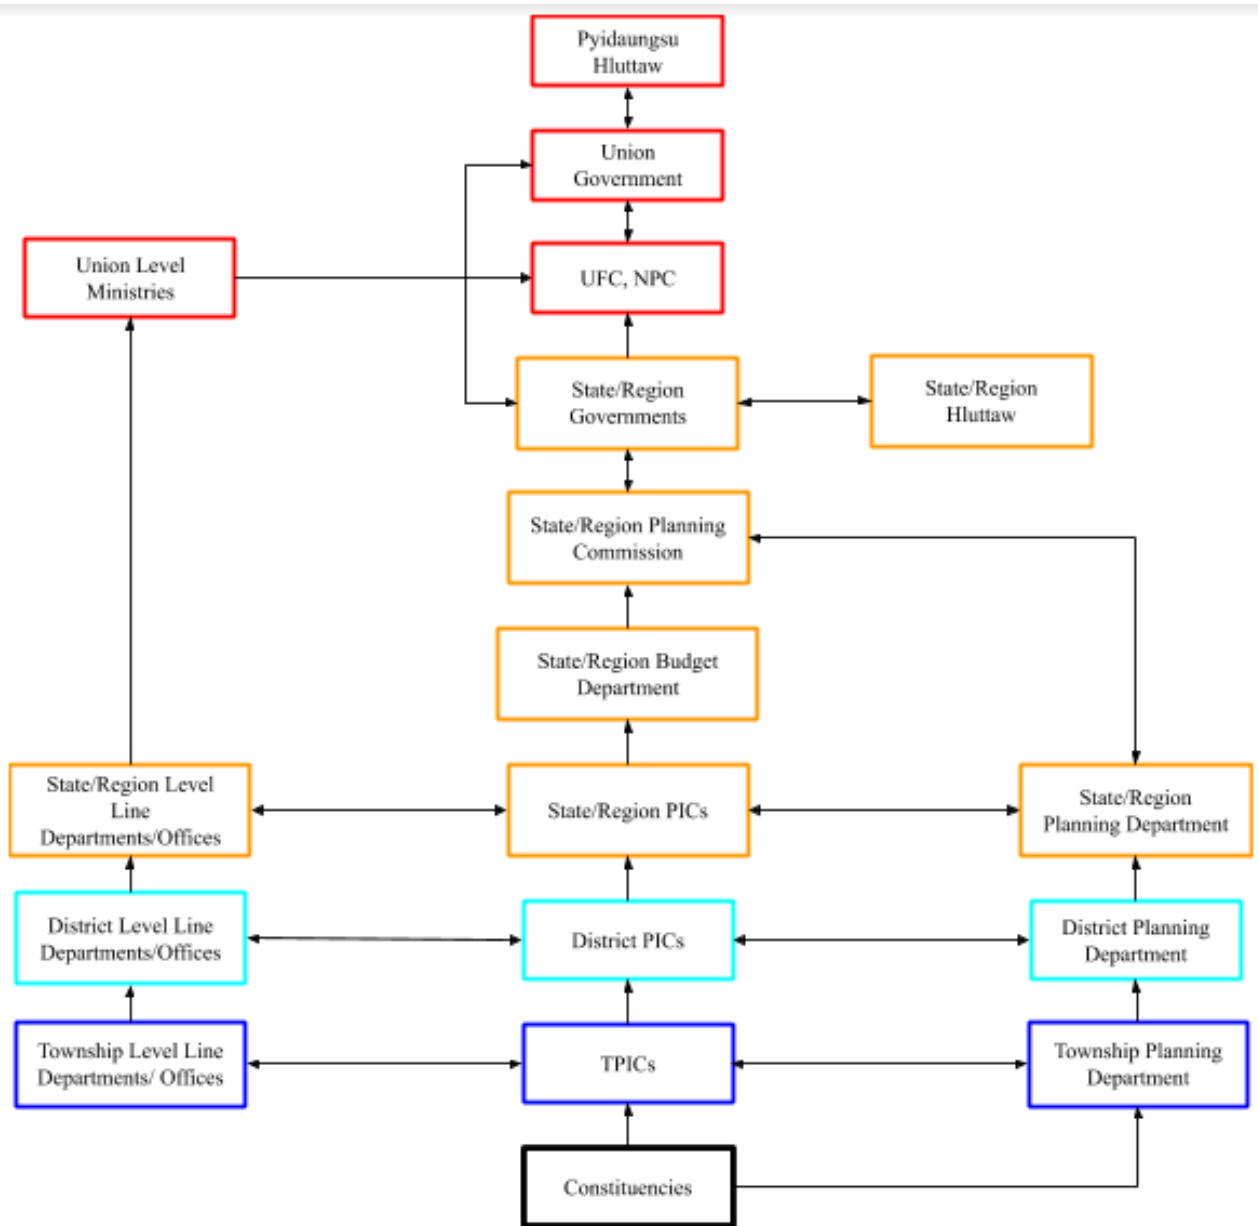 Pyidaungsu
Hluttaw
Union
Government
Union Level
Ministries
UFC, NPC
State/Region
Governments
State/Region
Hluttaw
State/Region Planning
Commission
State/Region Budget
Department
State/Region Level
Line
Departments/Offices
State/Region PICs
State/Region
Planning Department
District Level Line
Departments/Offices
District PICs
District Planning
Department
Township Level Line
Departments/ Offices
TPICs
Township Planning
Department
Constituencies